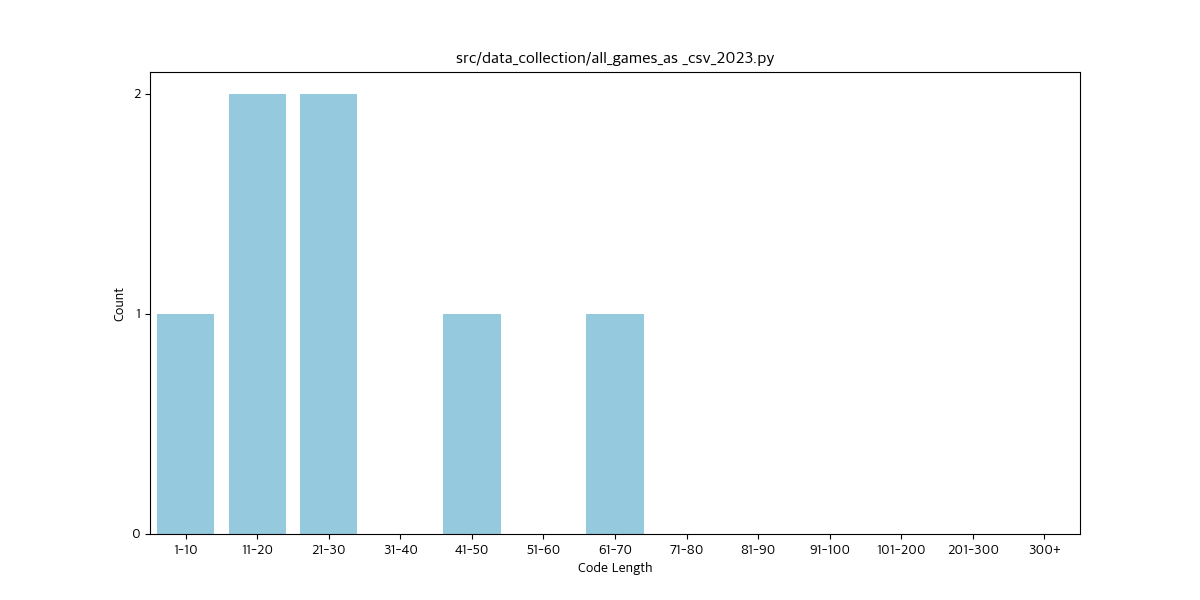 src/data_collection/all_games_as _csv_2023.py
2
1
0
Count
1-10 11-20 21-30 31-40 41-50 51-60 61-70 71-80 81-90 91-100 101-200 201-300 300+
Code Length